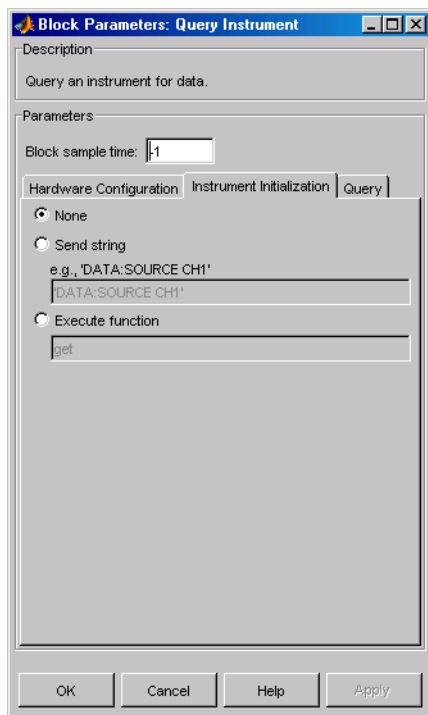 Block Parameters: Query Instrument
Description
Query an instrument for data.
Parameters
Block sample time: -1
Hardware Configuration Instrument Initialization Query
None
Send string
e.g., 'DATA:SOURCE CH1'
'DATA:SOURCE CH1'
Execute function
get
OK Cancel Help Apply